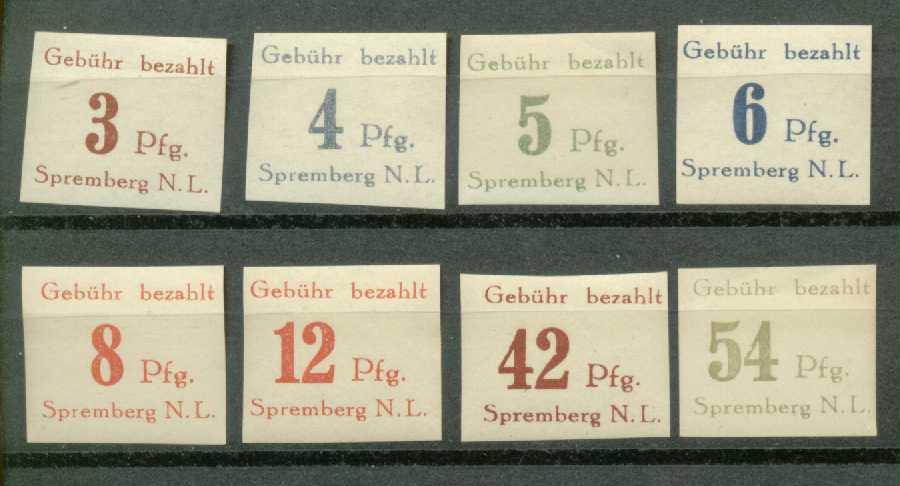 Gebühr bezahlt
3 Pfg.
Spremberg N.L.
Gebühr bezahlt
4 Pfg.
Spremberg N.L.
Gebühr bezahlt
5 Pfg.
Spremberg N.L.
Gebühr bezahlt
6 Pfg.
Spremberg N.L.
Gebühr bezahlt
8 Pfg.
Spremberg N.L.
Gebühr bezahlt
12 Pfg.
Spremberg N.L.
Gebühr bezahlt
42 Pfg.
Spremberg N.L.
Gebühr bezahlt
54 Pfg.
Spremberg N.L.